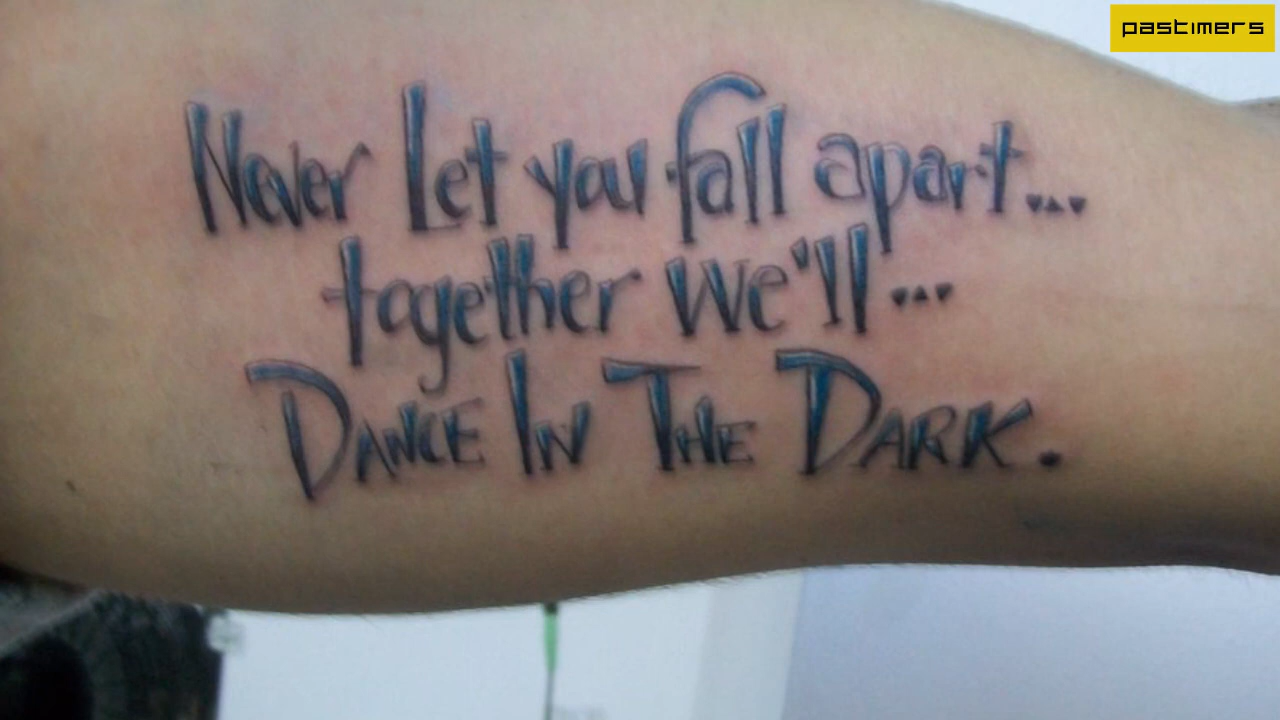 pastimers
Never Let you fall apart...
together We'll...
DANCE IN THE DARK.